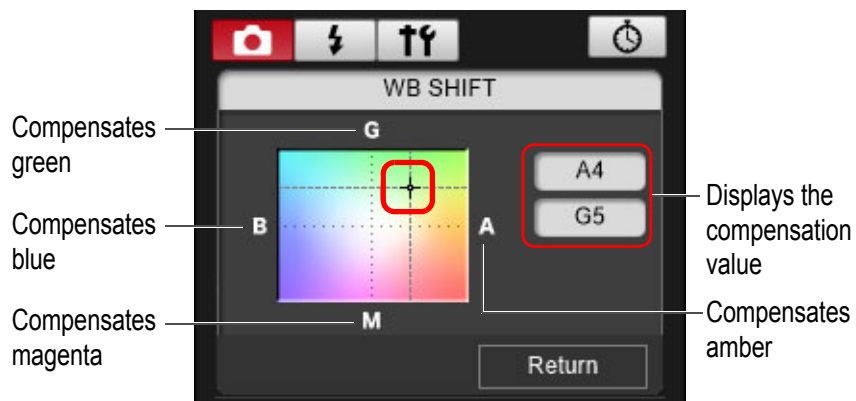 WB SHIFT
Compensates
green
G
A4
G5
Displays the
compensation
value
Compensates
blue
B
A
Compensates
magenta
M
Compensates
amber
Return